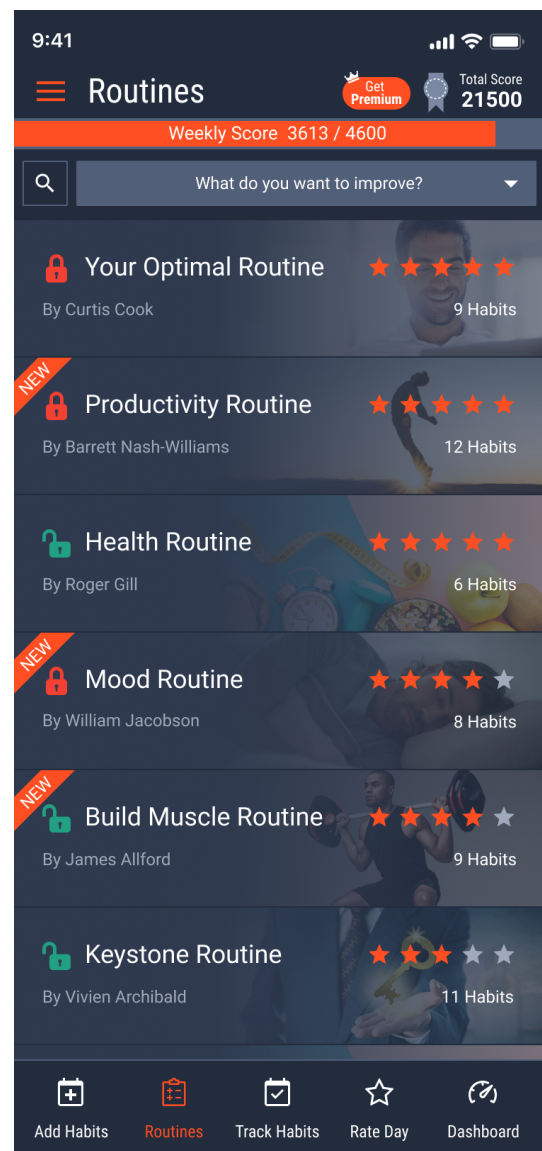 9:41
Routines
Get
Premium
Total Score
21500
Weekly Score 3613 / 4600
What do you want to improve?
Your Optimal Routine
By Curtis Cook
9 Habits
NEW
Productivity Routine
By Barrett Nash-Williams
12 Habits
Health Routine
By Roger Gill
6 Habits
NEW
Mood Routine
By William Jacobson
8 Habits
NEW
Build Muscle Routine
By James Allford
9 Habits
Keystone Routine
By Vivien Archibald
11 Habits
Add Habits
Routines
Track Habits
Rate Day
Dashboard